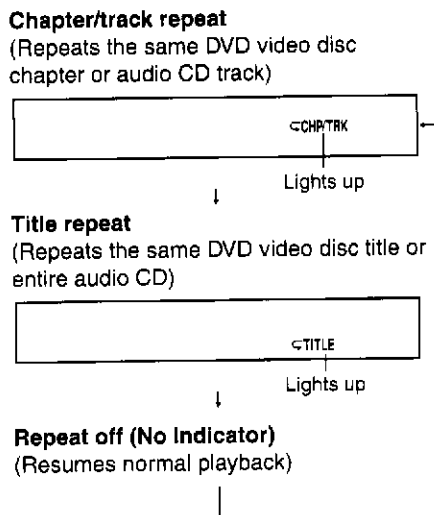 Chapter/track repeat
(Repeats the same DVD video disc
chapter or audio CD track)
CHP/TRK
Lights up
Title repeat
(Repeats the same DVD video disc title or
entire audio CD)
TITLE
Lights up
Repeat off (No Indicator)
(Resumes normal playback)